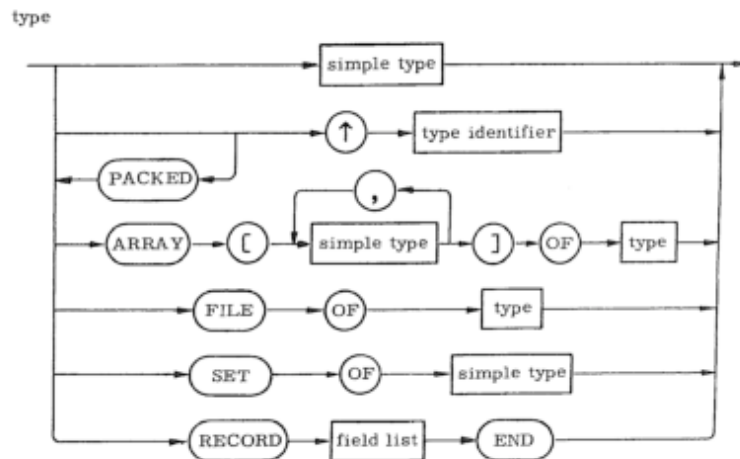 type
simple type
↑ type identifier
PACKED
,
ARRAY [ simple type ] OF type
FILE OF type
SET OF simple type
RECORD field list END